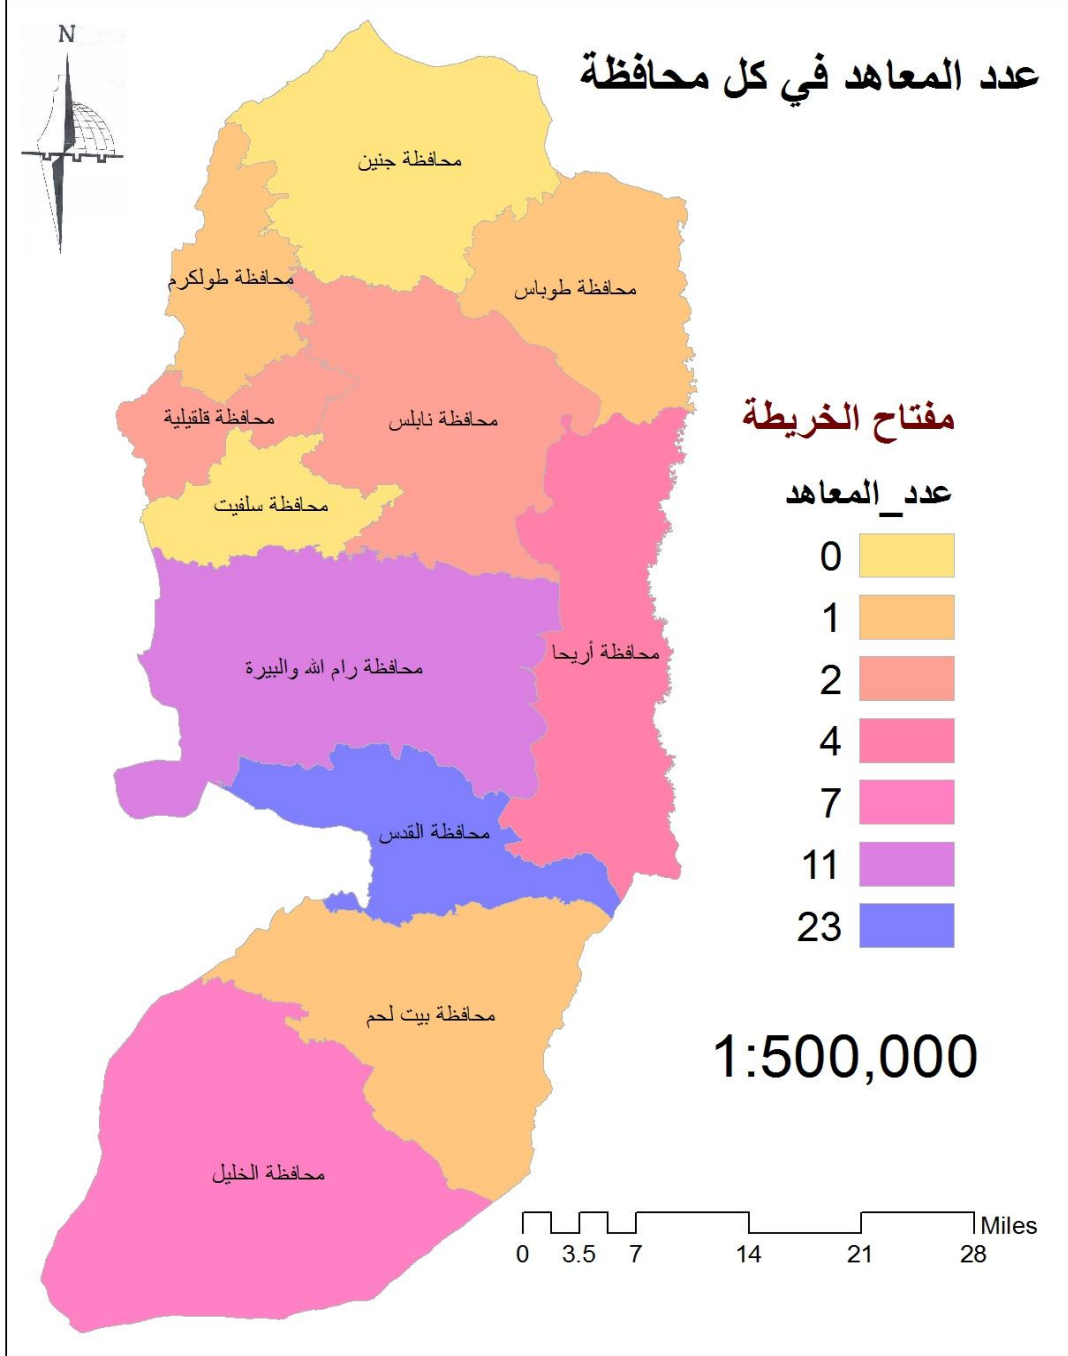 N
عدد المعاهد في كل محافظة
محافظة جنين
محافظة طولكرم
محافظة طوباس
محافظة قلقيلية
محافظة نابلس
محافظة سلفيت
محافظة أريحا
محافظة رام الله والبيرة
محافظة القدس
محافظة بيت لحم
محافظة الخليل
مفتاح الخريطة
عدد_المعاهد
0
1
2
4
7
11
23
1:500,000
Miles
0 3.5 7 14 21 28